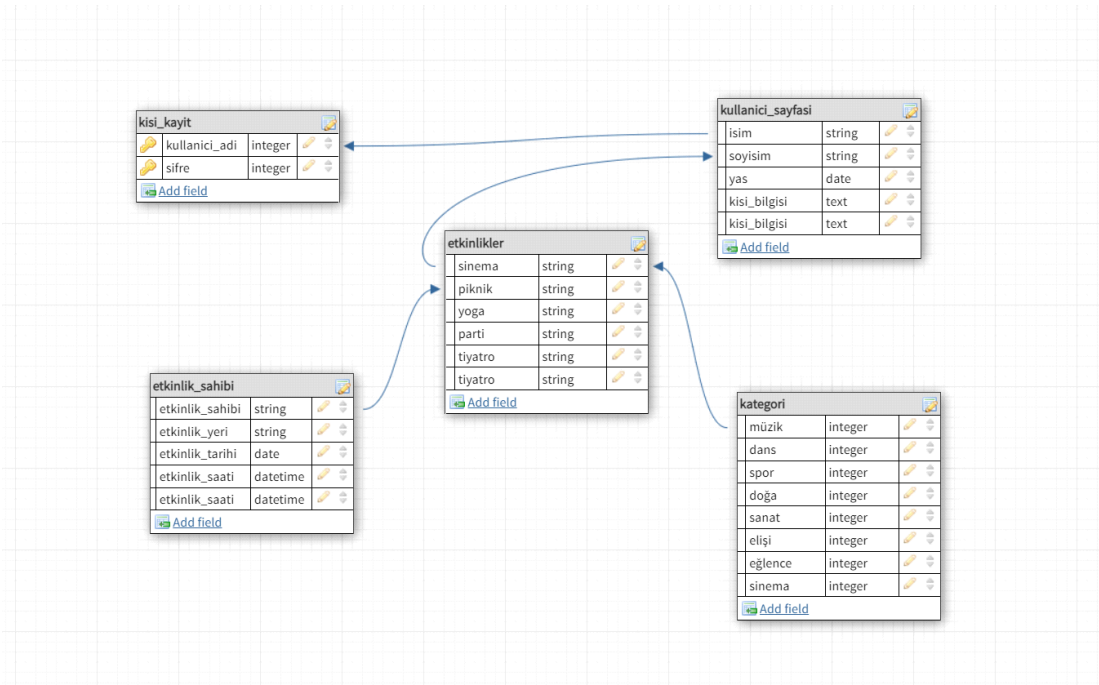 kisi_kayit
kullanici_adi integer
sifre integer
Add field
kullanici_sayfasi
isim string
soyisim string
yas date
kisi_bilgisi text
kisi_bilgisi text
Add field
etkinlikler
sinema string
piknik string
yoga string
parti string
tiyatro string
tiyatro string
Add field
etkinlik_sahibi
etkinlik_sahibi string
etkinlik_yeri string
etkinlik_tarihi date
etkinlik_saati datetime
etkinlik_saati datetime
Add field
kategori
müzik integer
dans integer
spor integer
doğa integer
sanat integer
elişi integer
eğlence integer
sinema integer
Add field